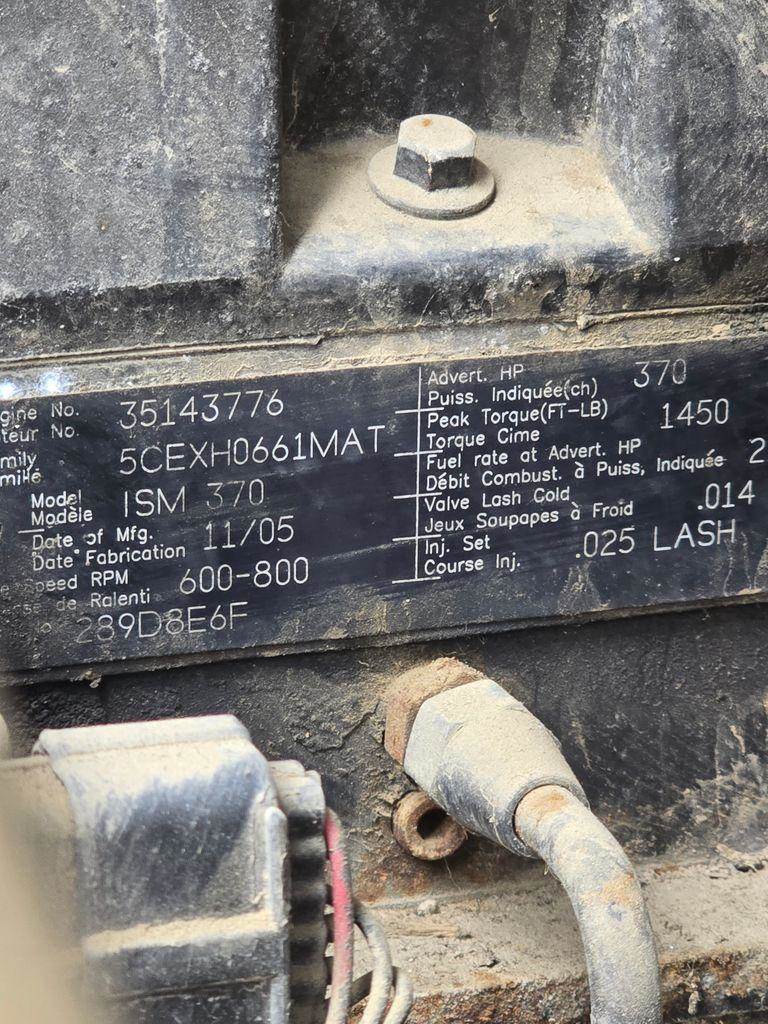 gine No. 35143776
teur No.
mily 5CEXH0661MAT
mille
Model ISM 370
Modèle
Date of Mfg. 11/05
Date Fabrication
peed RPM 600-800
se de Ralenti
289D8E6F
Advert. HP 370
Puiss. Indiquée(ch)
Peak Torque(FT-LB) 1450
Torque Cime
Fuel rate at Advert. HP 2
Débit Combust. à Puiss, Indiquée
Valve Lash Cold .014
Jeux Soupapes à Froid
Inj. Set .025 LASH
Course Inj.